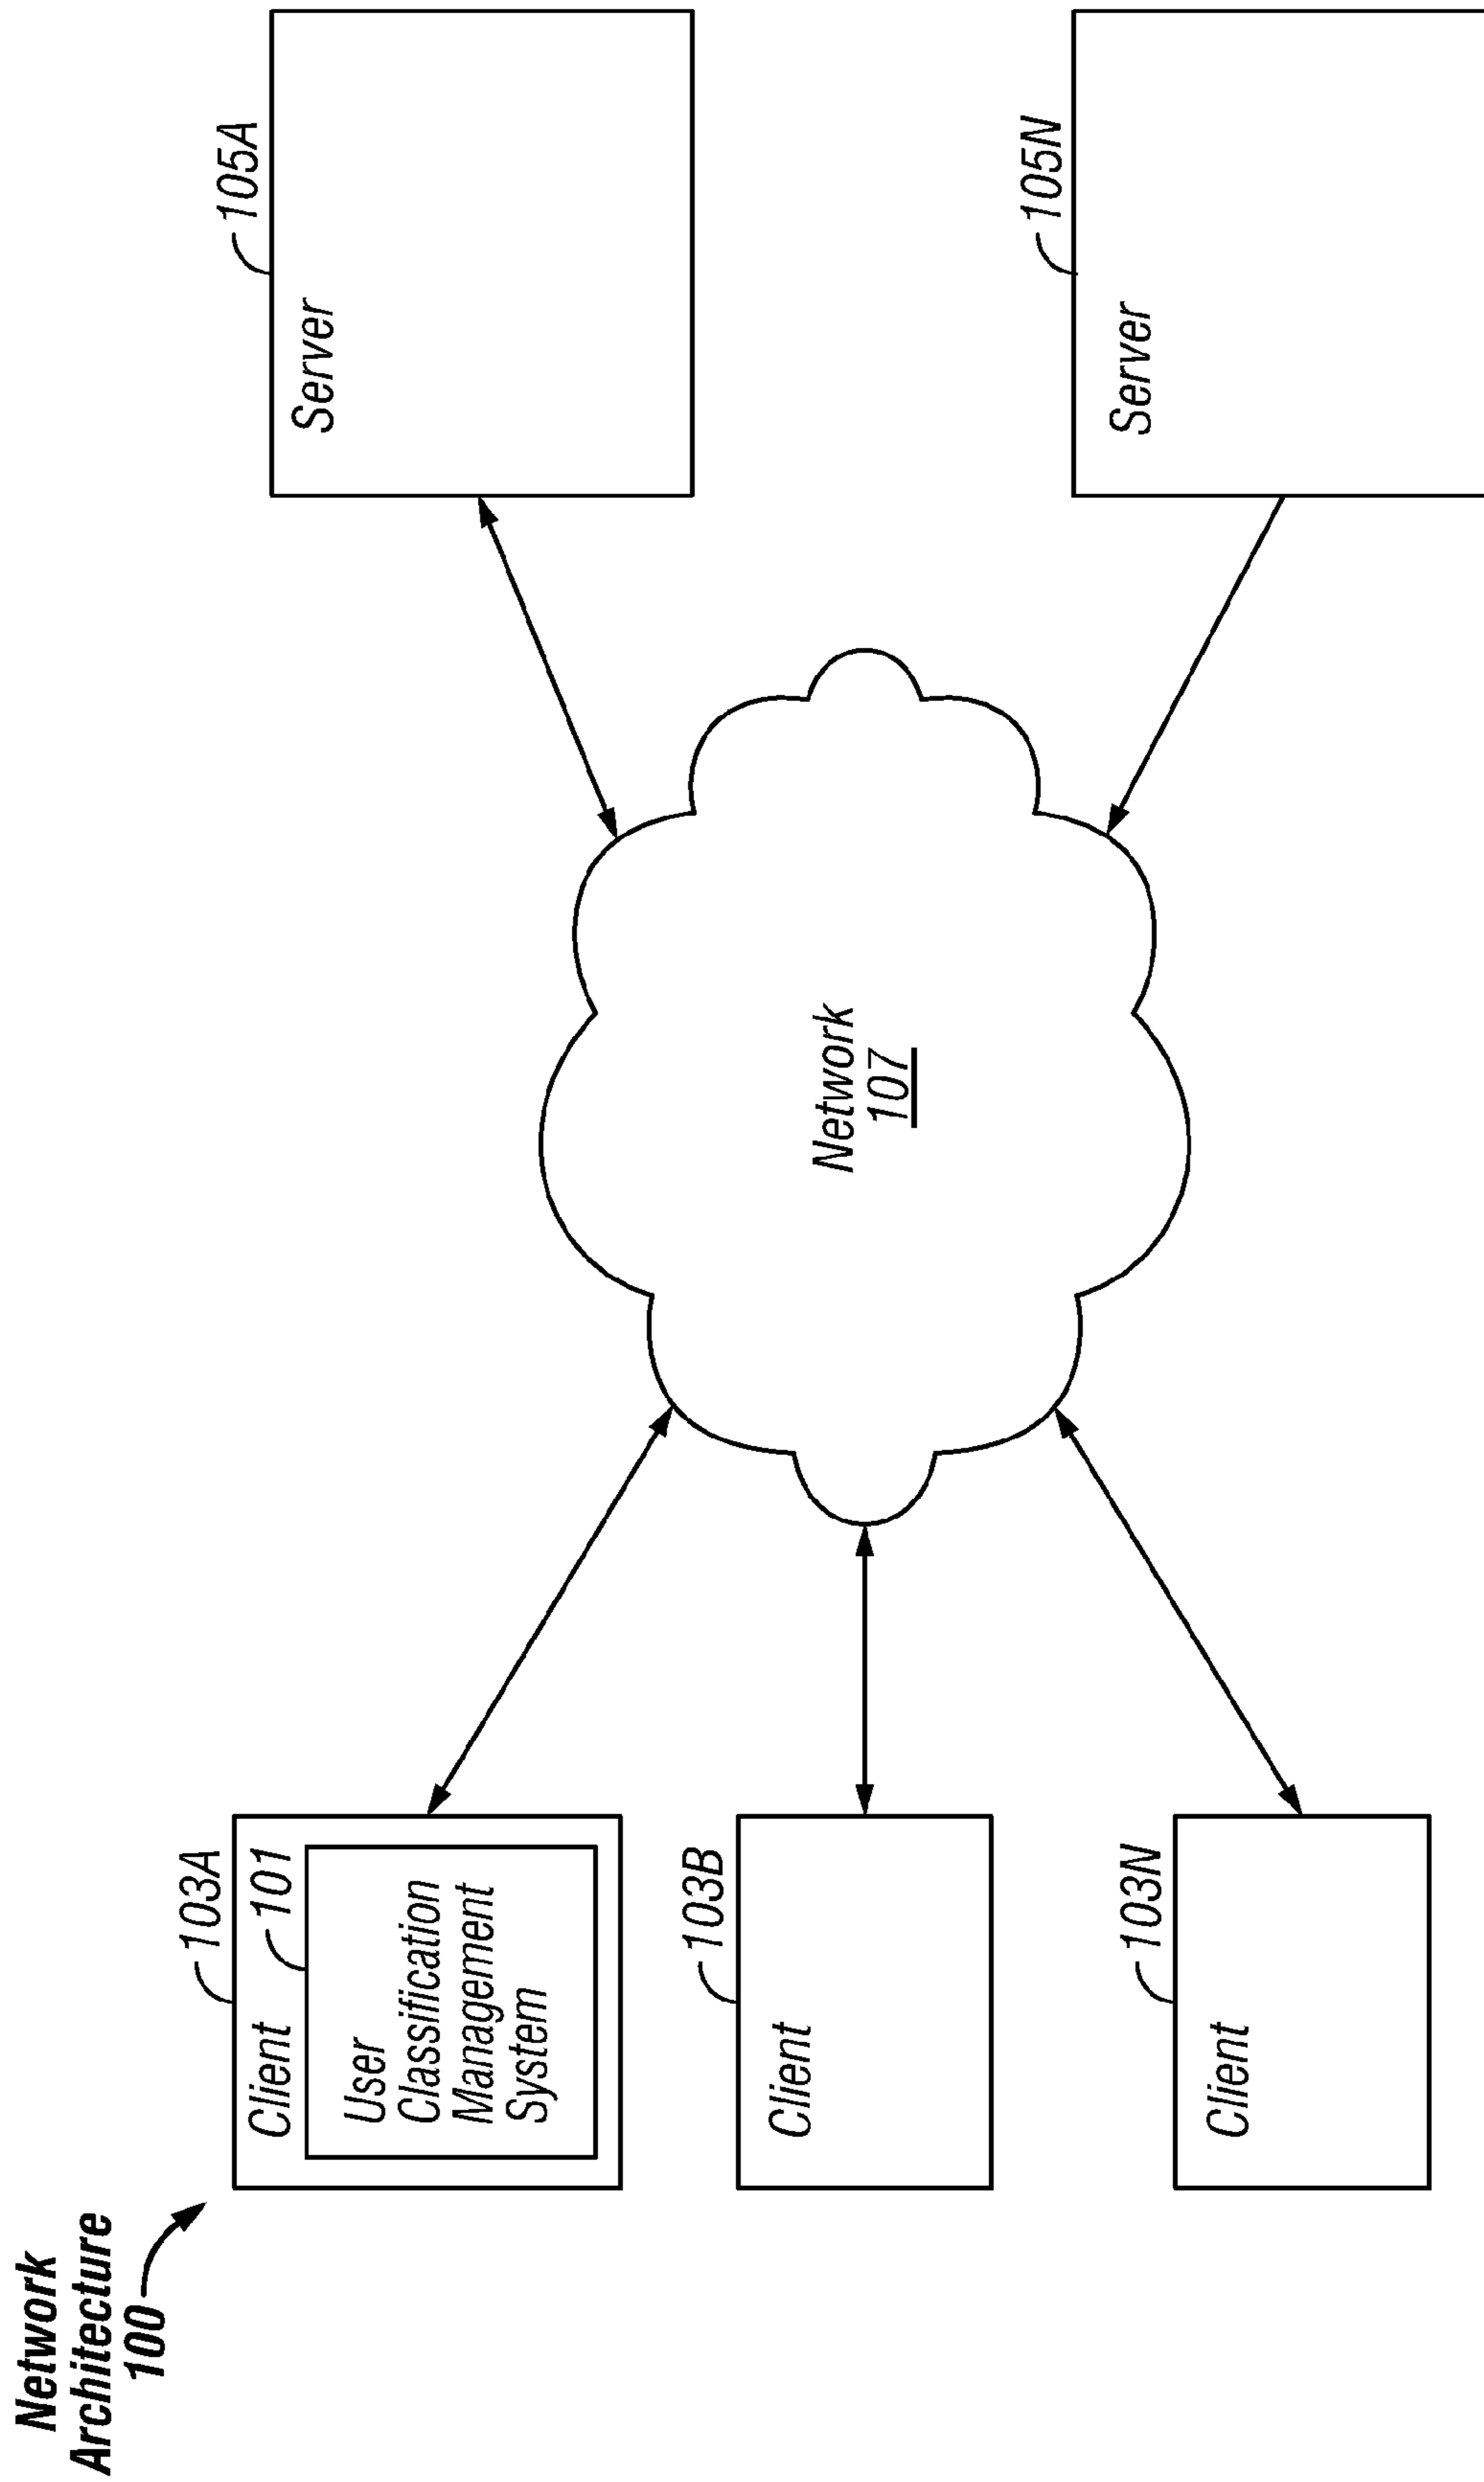 Network
Architecture
100
103A
Client
101
User
Classification
Management
System
103B
Client
103N
Client
Network
107
105A
Server
105N
Server